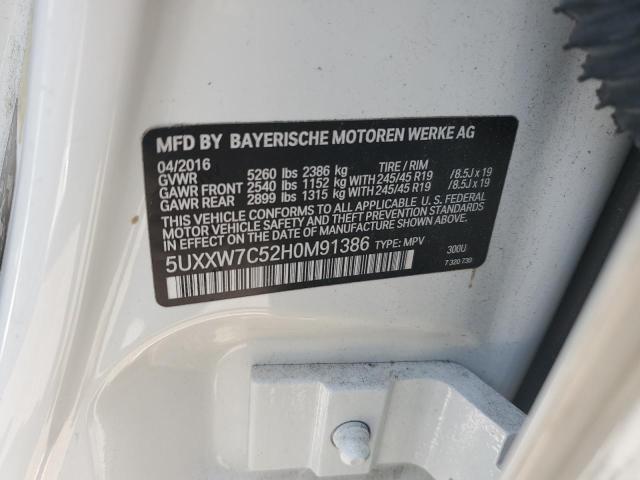 MFD BY BAYERISCHE MOTOREN WERKE AG
04/2016
GVWR 5260 lbs 2386 kg TIRE / RIM
GAWR FRONT 2540 lbs 1152 kg WITH 245/45 R19 /8.5J x 19
GAWR REAR 2899 lbs 1315 kg WITH 245/45 R19 /8.5J x 19
THIS VEHICLE CONFORMS TO ALL APPLICABLE U. S. FEDERAL
MOTOR VEHICLE SAFETY, BUMPER, AND THEFT PREVENTION
STANDARDS IN EFFECT ON THE DATE OF MANUFACTURE SHOWN ABOVE.
5UXXW7C52H0M91386 TYPE: MPV 300U
7 320 739